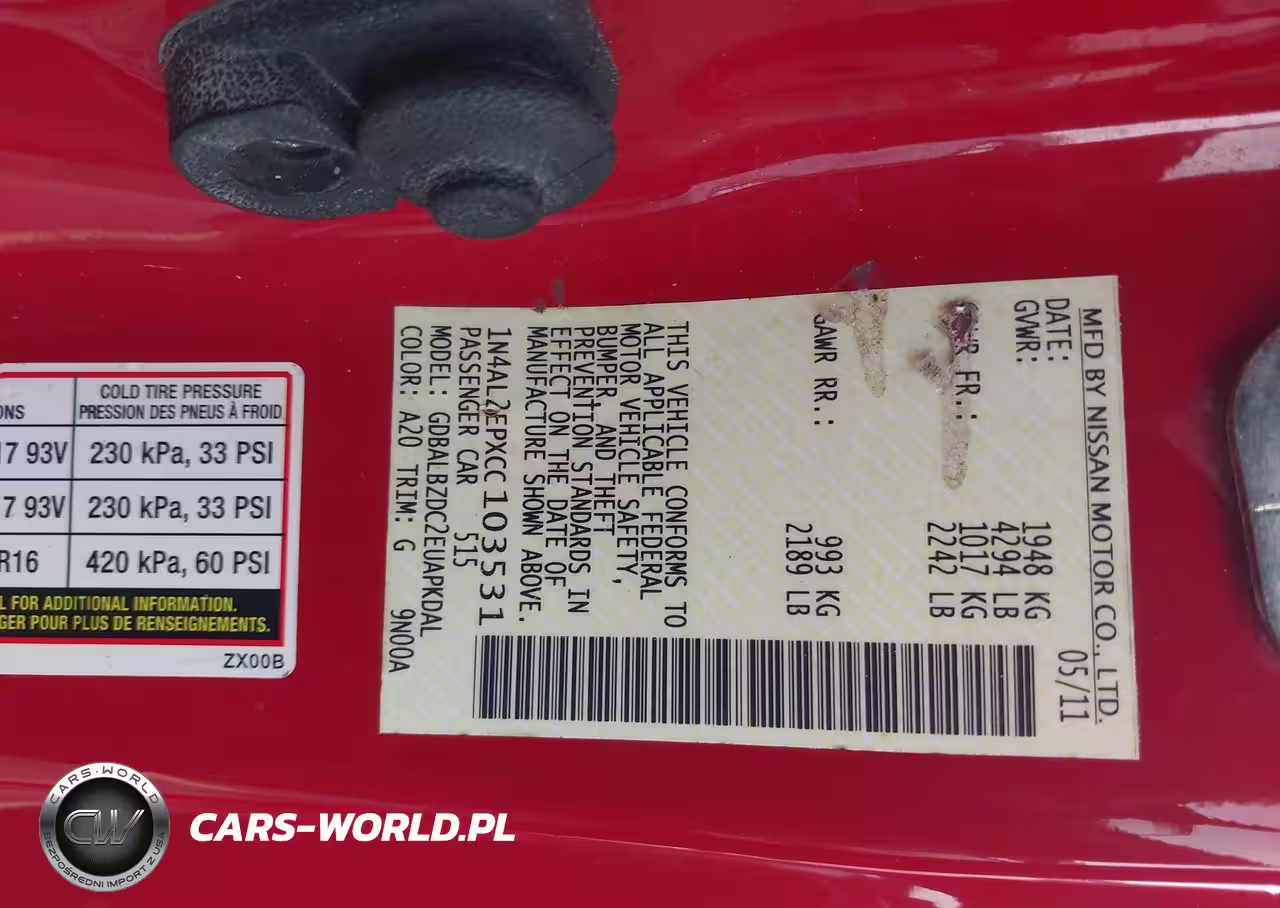 MFD BY NISSAN MOTOR CO., LTD.
DATE: 05/11
GVWR: 1948 KG
4294 LB
FR.: 1017 KG
2242 LB
GAWR RR.: 993 KG
2189 LB
THIS VEHICLE CONFORMS TO
ALL APPLICABLE FEDERAL
MOTOR VEHICLE SAFETY,
BUMPER, AND THEFT
PREVENTION STANDARDS IN
EFFECT ON THE DATE OF
MANUFACTURE SHOWN ABOVE.
1N4AL2EPXCC103531
PASSENGER CAR 515
MODEL: GDBALBZDC2EUAPKDAL
COLOR: A20 TRIM: G 9N00A
COLD TIRE PRESSURE
PRESSION DES PNEUS À FROID
17 93V 230 kPa, 33 PSI
7 93V 230 kPa, 33 PSI
R16 420 kPa, 60 PSI
FOR ADDITIONAL INFORMATION.
POUR PLUS DE RENSEIGNEMENTS.
ZX00B
CARS-WORLD
CW
BEZPOŚREDNI IMPORT Z USA
CARS-WORLD.PL